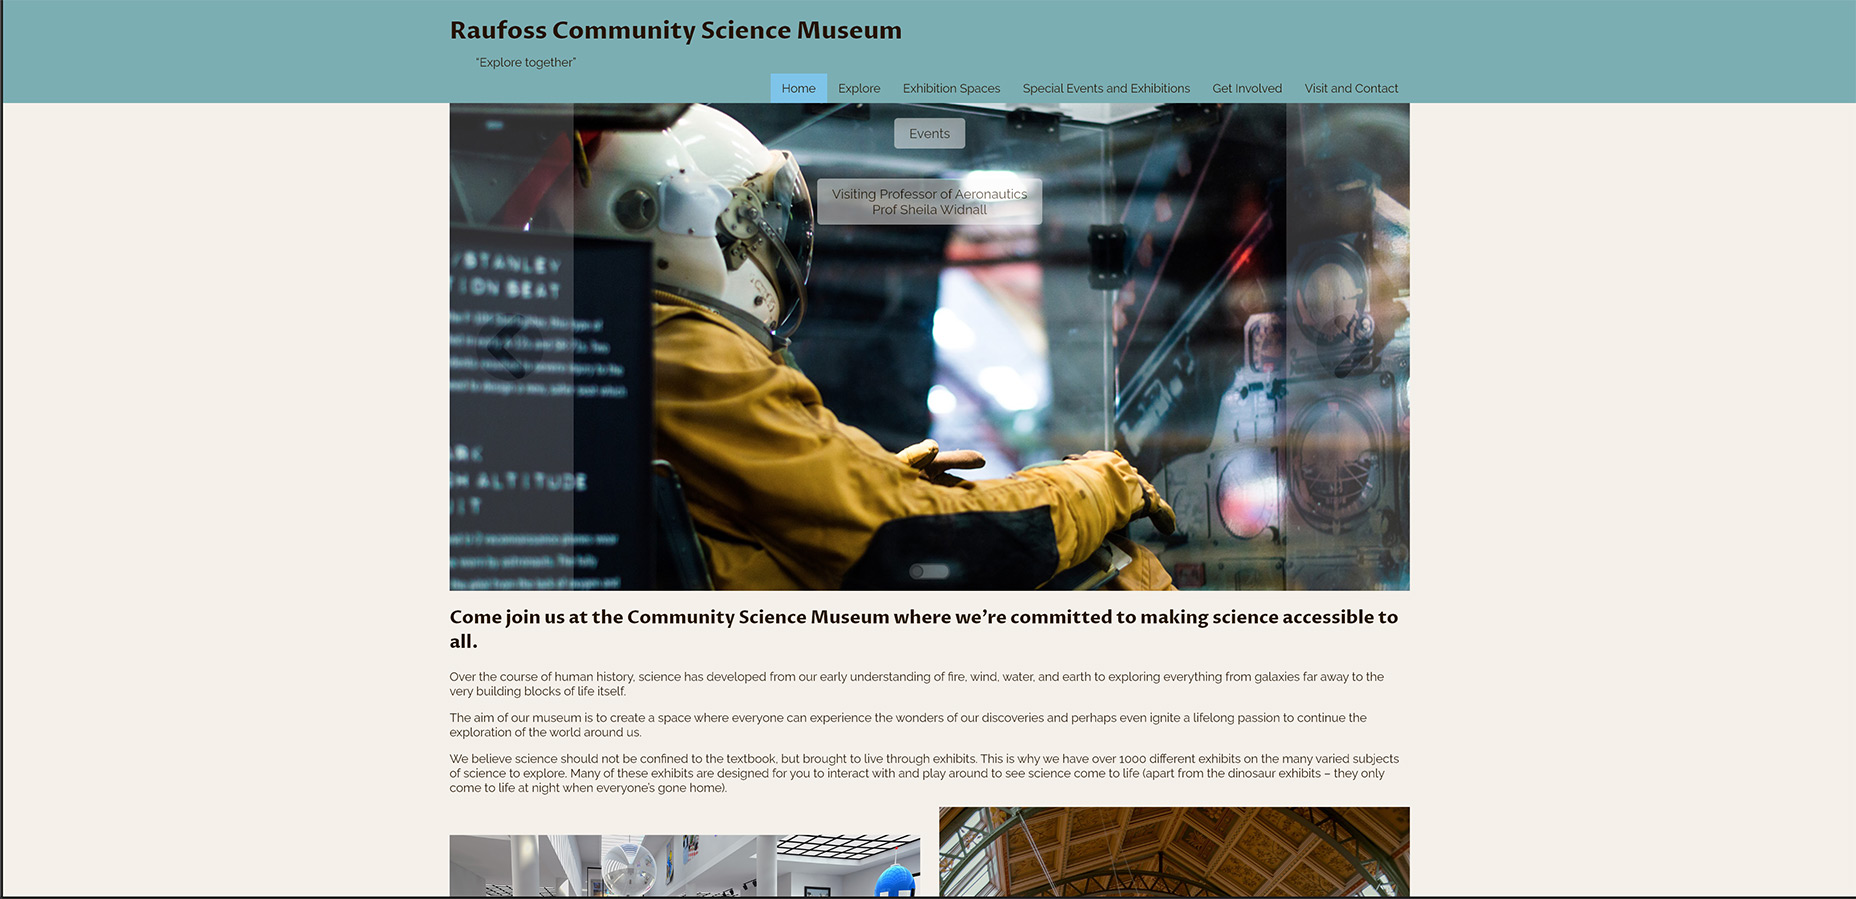 Raufoss Community Science Museum
“Explore together”
Home Explore Exhibition Spaces Special Events and Exhibitions Get Involved Visit and Contact
Events
Visiting Professor of Aeronautics
Prof Sheila Widnall
/STANLEY
TION SEAT
HIGH ALTITUDE
Come join us at the Community Science Museum where we’re committed to making science accessible to
all.
Over the course of human history, science has developed from our early understanding of fire, wind, water, and earth to exploring everything from galaxies far away to the
very building blocks of life itself.
The aim of our museum is to create a space where everyone can experience the wonders of our discoveries and perhaps even ignite a lifelong passion to continue the
exploration of the world around us.
We believe science should not be confined to the textbook, but brought to live through exhibits. This is why we have over 1000 different exhibits on the many varied subjects
of science to explore. Many of these exhibits are designed for you to interact with and play around to see science come to life (apart from the dinosaur exhibits – they only
come to life at night when everyone’s gone home).